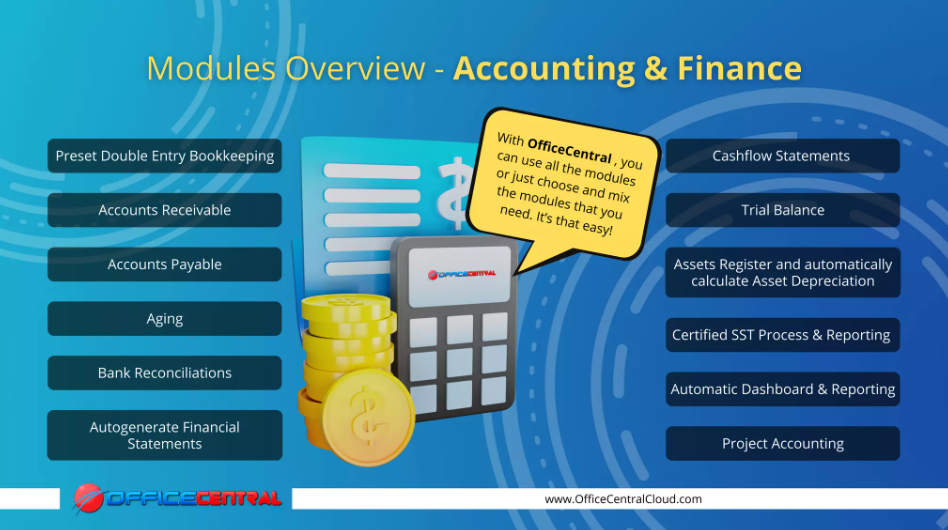 Modules Overview - Accounting & Finance
Preset Double Entry Bookkeeping
Accounts Receivable
Accounts Payable
Aging
Bank Reconciliations
Autogenerate Financial
Statements
With OfficeCentral , you
can use all the modules
or just choose and mix
the modules that you
need. It's that easy!
OFFICECENTRAL
Cashflow Statements
Trial Balance
Assets Register and automatically
calculate Asset Depreciation
Certified SST Process & Reporting
Automatic Dashboard & Reporting
Project Accounting
OFFICECENTRAL
www.OfficeCentralCloud.com